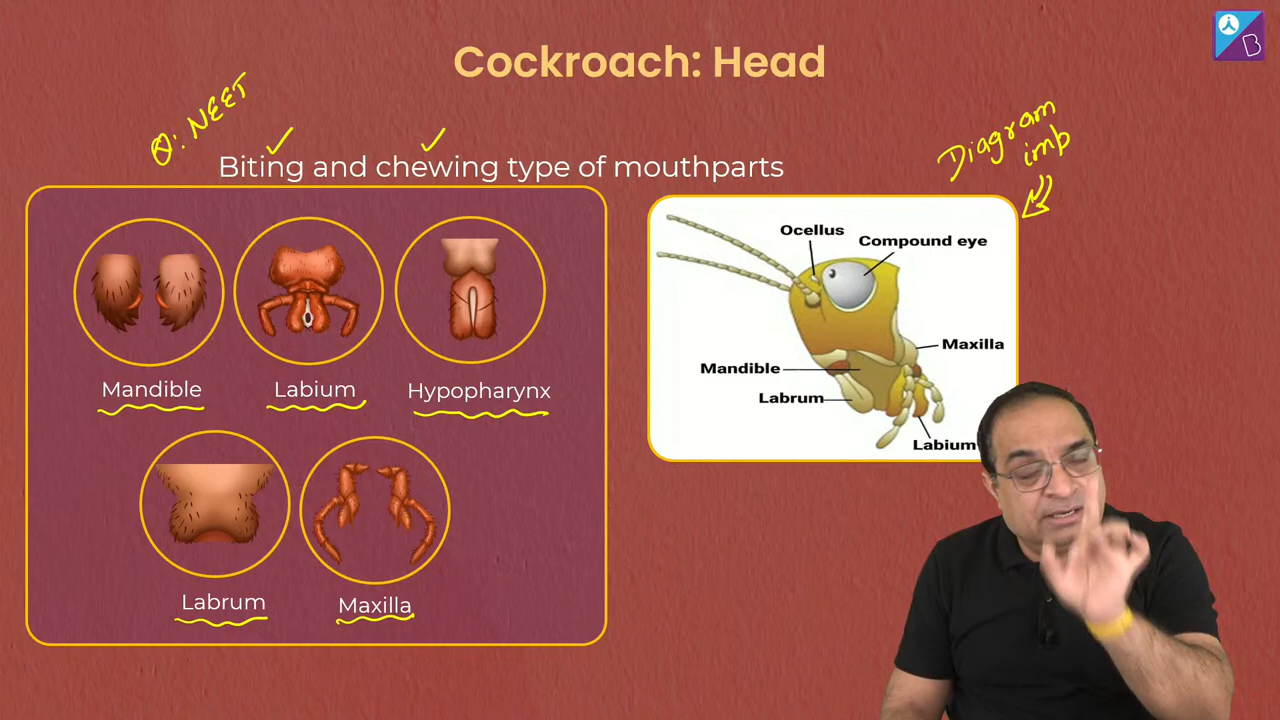 Cockroach: Head
Q: NEET
Biting and chewing type of mouthparts
Diagram
imp
Mandible
Labium
Hypopharynx
Labrum
Maxilla
Ocellus
Compound eye
Maxilla
Mandible
Labrum
Labium
B